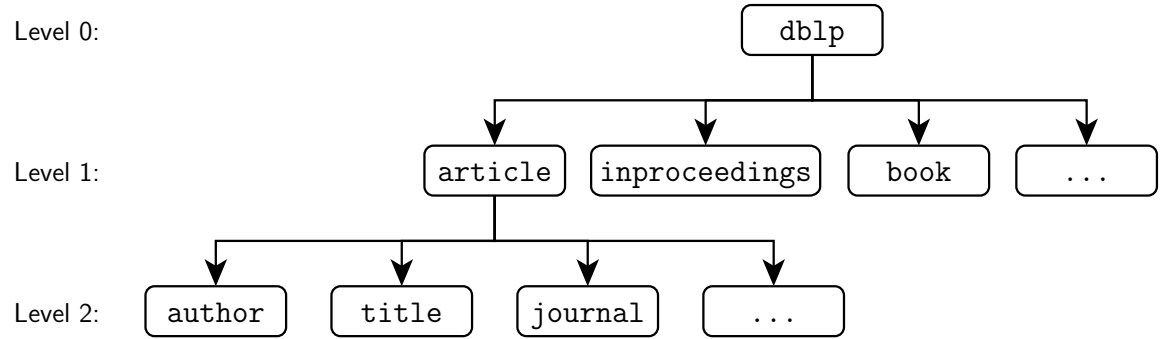 Level 0: dblp
Level 1: article inproceedings book ...
Level 2: author title journal ...